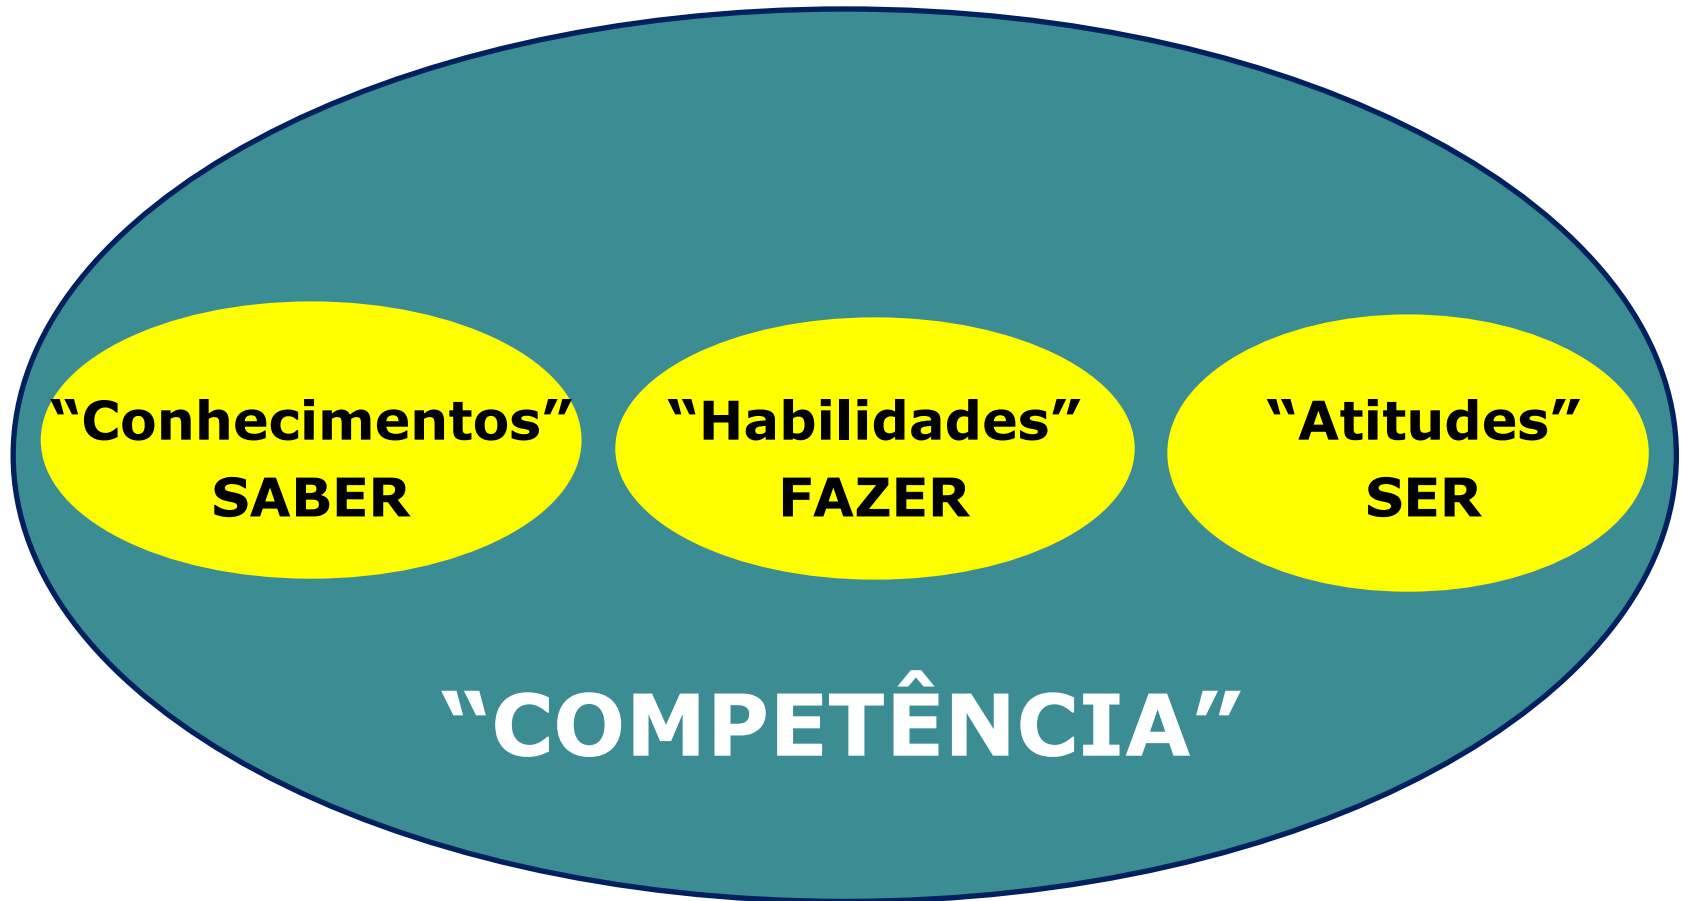 “Conhecimentos”
SABER
“Habilidades”
FAZER
“Atitudes”
SER
“COMPETÊNCIA”